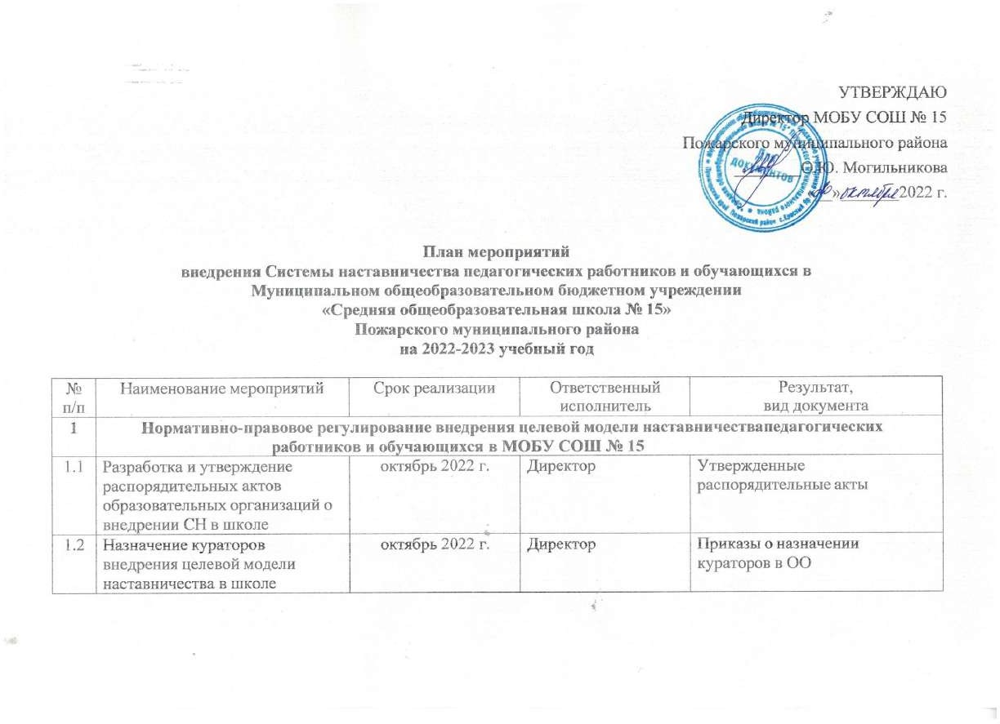 УТВЕРЖДАЮ
Директор МОБУ СОШ № 15
Пожарского муниципального района
О.Ю. Могильникова
« » октября 2022 г.
ДОКУМЕНТОВ
План мероприятий
внедрения Системы наставничества педагогических работников и обучающихся в
Муниципальном общеобразовательном бюджетном учреждении
«Средняя общеобразовательная школа № 15»
Пожарского муниципального района
на 2022-2023 учебный год
№ п/п
Наименование мероприятий
Срок реализации
Ответственный
исполнитель
Результат,
вид документа
1
Нормативно-правовое регулирование внедрения целевой модели наставничествапедагогических
работников и обучающихся в МОБУ СОШ № 15
1.1
Разработка и утверждение
распорядительных актов
образовательных организаций о
внедрении СН в школе
октябрь 2022 г.
Директор
Утвержденные
распорядительные акты
1.2
Назначение кураторов
внедрения целевой модели
наставничества в школе
октябрь 2022 г.
Директор
Приказы о назначении
кураторов в ОО